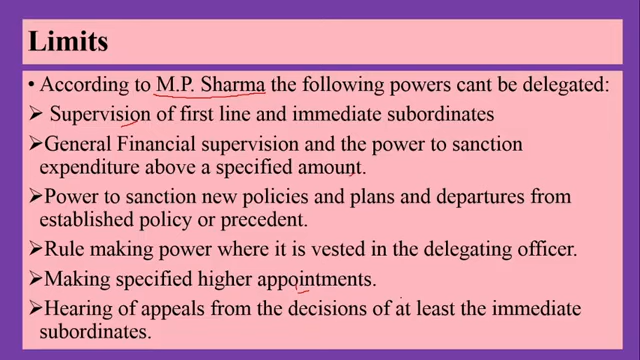 Limits
• According to M.P. Sharma the following powers cant be delegated:
➢ Supervision of first line and immediate subordinates
➢General Financial supervision and the power to sanction
expenditure above a specified amount.
➢Power to sanction new policies and plans and departures from
established policy or precedent.
➢Rule making power where it is vested in the delegating officer.
➢Making specified higher appointments.
➢Hearing of appeals from the decisions of at least the immediate
subordinates.